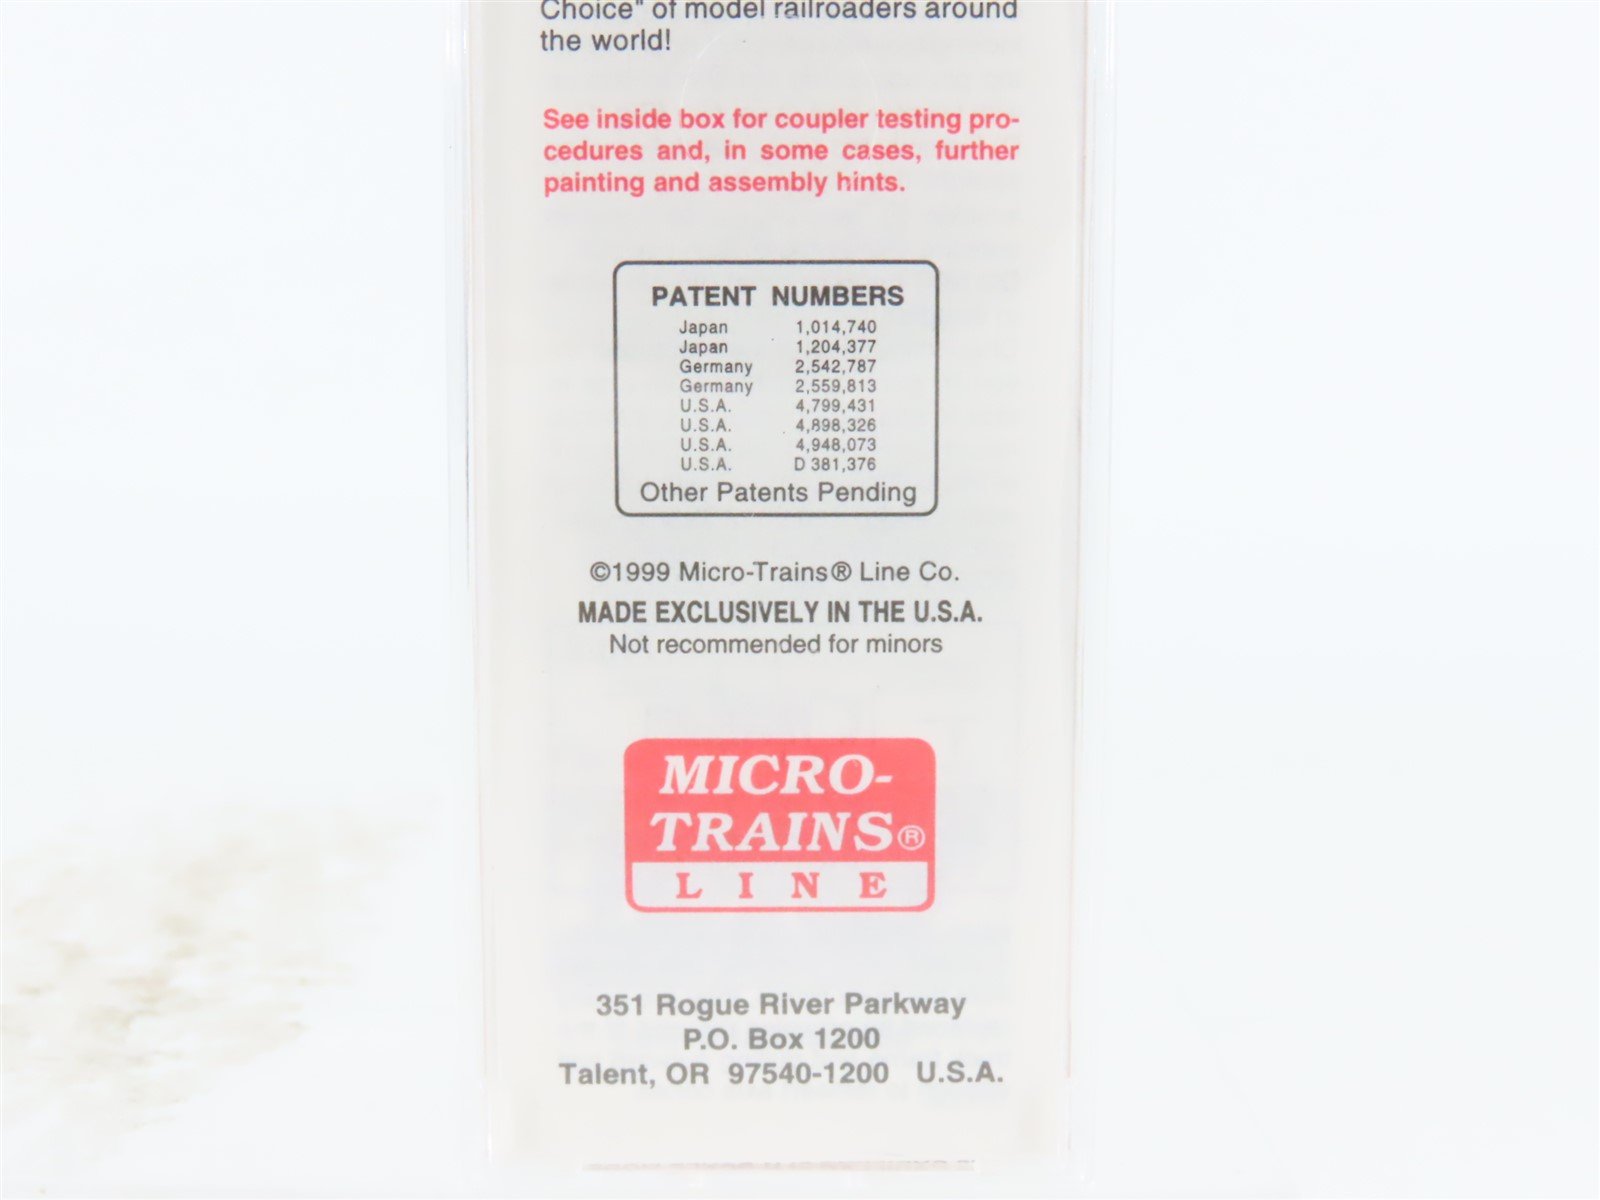 Choice" of model railroaders around
the world!
See inside box for coupler testing pro-
cedures and, in some cases, further
painting and assembly hints.
PATENT NUMBERS
Japan 1,014,740
Japan 1,204,377
Germany 2,542,787
Germany 2,559,813
U.S.A. 4,799,431
U.S.A. 4,898,326
U.S.A. 4,948,073
U.S.A. D 381,376
Other Patents Pending
©1999 Micro-Trains® Line Co.
MADE EXCLUSIVELY IN THE U.S.A.
Not recommended for minors
MICRO-
TRAINS®
LINE
351 Rogue River Parkway
P.O. Box 1200
Talent, OR 97540-1200 U.S.A.